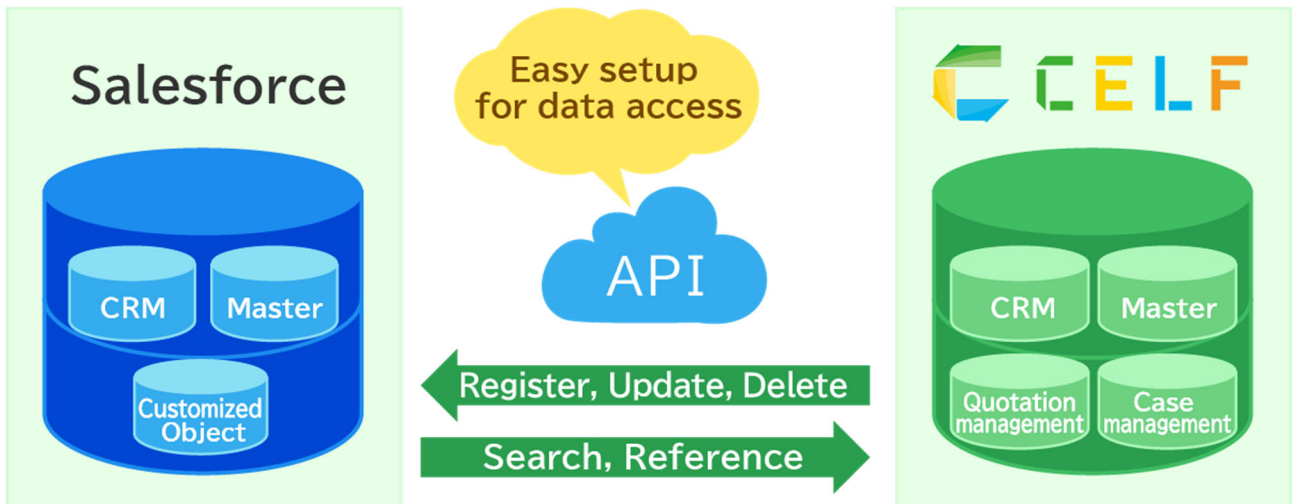 Salesforce
CRM
Master
Customized
Object
Easy setup
for data access
API
Register, Update, Delete
Search, Reference
CELF
CRM
Master
Quotation
management
Case
management